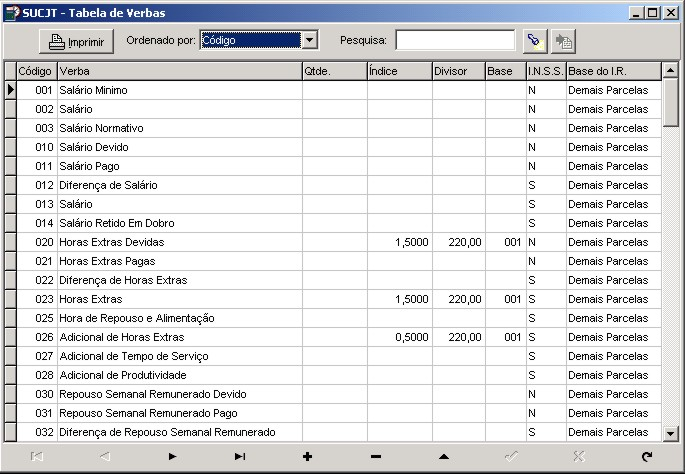 SUCJT - Tabela de Verbas
Imprimir Ordenado por: Código Pesquisa:
Código Verba Qtde. Índice Divisor Base I.N.S.S. Base do I.R.
001 Salário Minimo N Demais Parcelas
002 Salário N Demais Parcelas
003 Salário Normativo N Demais Parcelas
010 Salário Devido N Demais Parcelas
011 Salário Pago N Demais Parcelas
012 Diferença de Salário S Demais Parcelas
013 Salário S Demais Parcelas
014 Salário Retido Em Dobro S Demais Parcelas
020 Horas Extras Devidas 1,5000 220,00 001 N Demais Parcelas
021 Horas Extras Pagas N Demais Parcelas
022 Diferença de Horas Extras S Demais Parcelas
023 Horas Extras 1,5000 220,00 001 S Demais Parcelas
025 Hora de Repouso e Alimentação S Demais Parcelas
026 Adicional de Horas Extras 0,5000 220,00 001 S Demais Parcelas
027 Adicional de Tempo de Serviço S Demais Parcelas
028 Adicional de Produtividade S Demais Parcelas
030 Repouso Semanal Remunerado Devido N Demais Parcelas
031 Repouso Semanal Remunerado Pago N Demais Parcelas
032 Diferença de Repouso Semanal Remunerado S Demais Parcelas